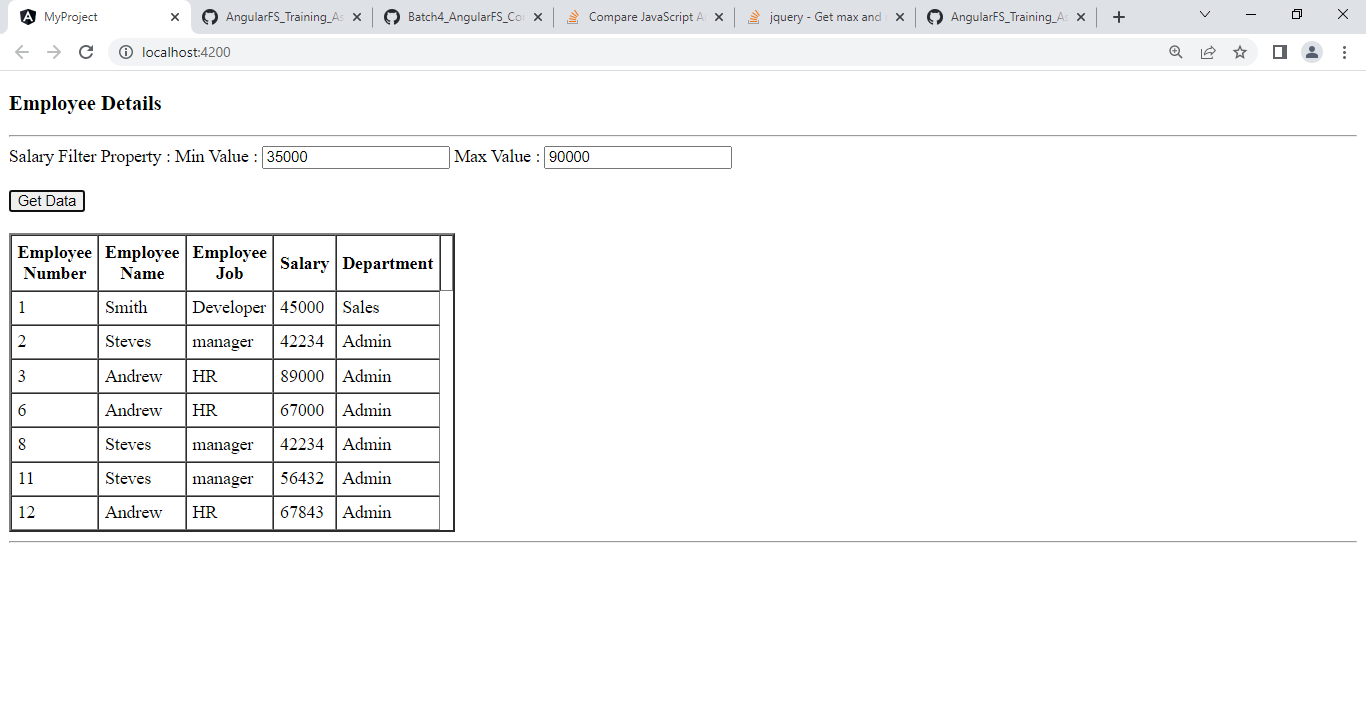 MyProject
AngularFS_Training_As
Batch4_AngularFS_Co
Compare JavaScript A
jquery - Get max and
AngularFS_Training_As
localhost:4200
Employee Details
Salary Filter Property : Min Value : 35000 Max Value : 90000
Get Data
Employee Number Employee Name Employee Job Salary Department
1 Smith Developer 45000 Sales
2 Steves manager 42234 Admin
3 Andrew HR 89000 Admin
6 Andrew HR 67000 Admin
8 Steves manager 42234 Admin
11 Steves manager 56432 Admin
12 Andrew HR 67843 Admin